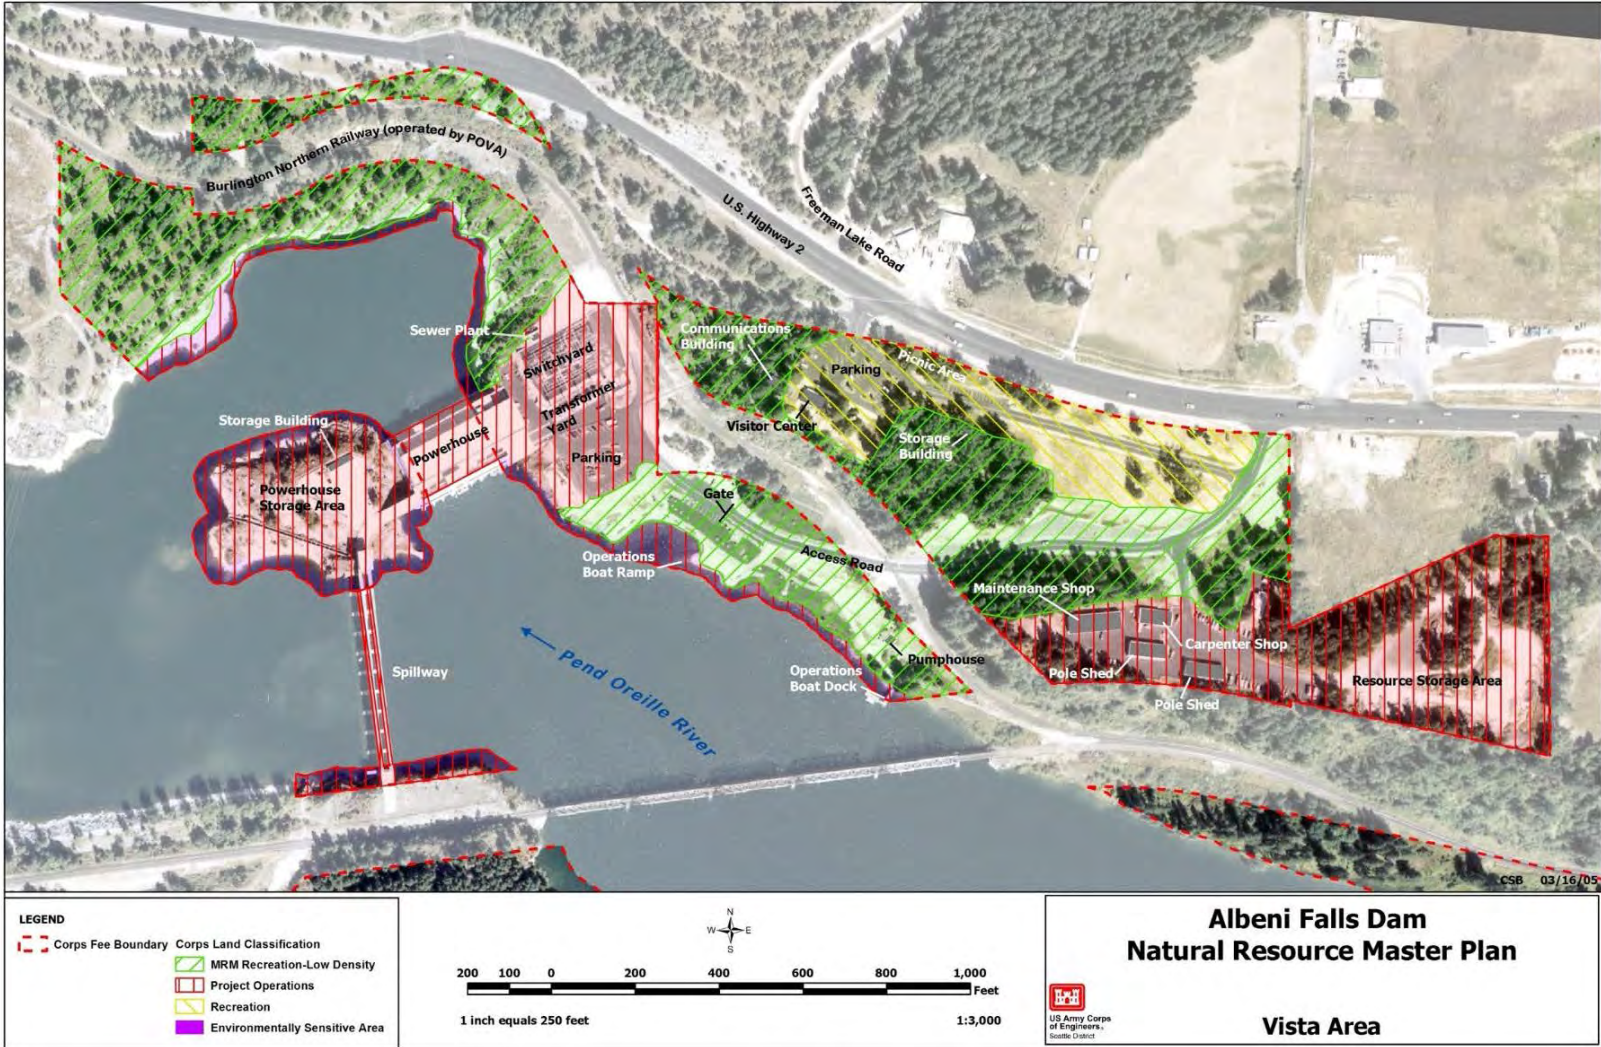 Burlington Northern Railway (operated by POVA)
U.S. Highway 2
Freeman Lake Road
Sewer Plant
Switchyard
Transformer
Yard
Parking
Communications
Building
Parking
Picnic Area
Visitor Center
Storage
Building
Storage Building
Powerhouse
Powerhouse
Storage Area
Gate
Access Road
Operations
Boat Ramp
Maintenance Shop
Carpenter Shop
Pole Shed
Pole Shed
Resource Storage Area
Pumphouse
Operations
Boat Dock
Spillway
Pend Oreille River
CSB 03/16/05
LEGEND
Corps Fee Boundary
Corps Land Classification
MRM Recreation-Low Density
Project Operations
Recreation
Environmentally Sensitive Area
N
W E
S
200 100 0 200 400 600 800 1,000
Feet
1 inch equals 250 feet
1:3,000
Albeni Falls Dam
Natural Resource Master Plan
US Army Corps
of Engineers®
Seattle District
Vista Area